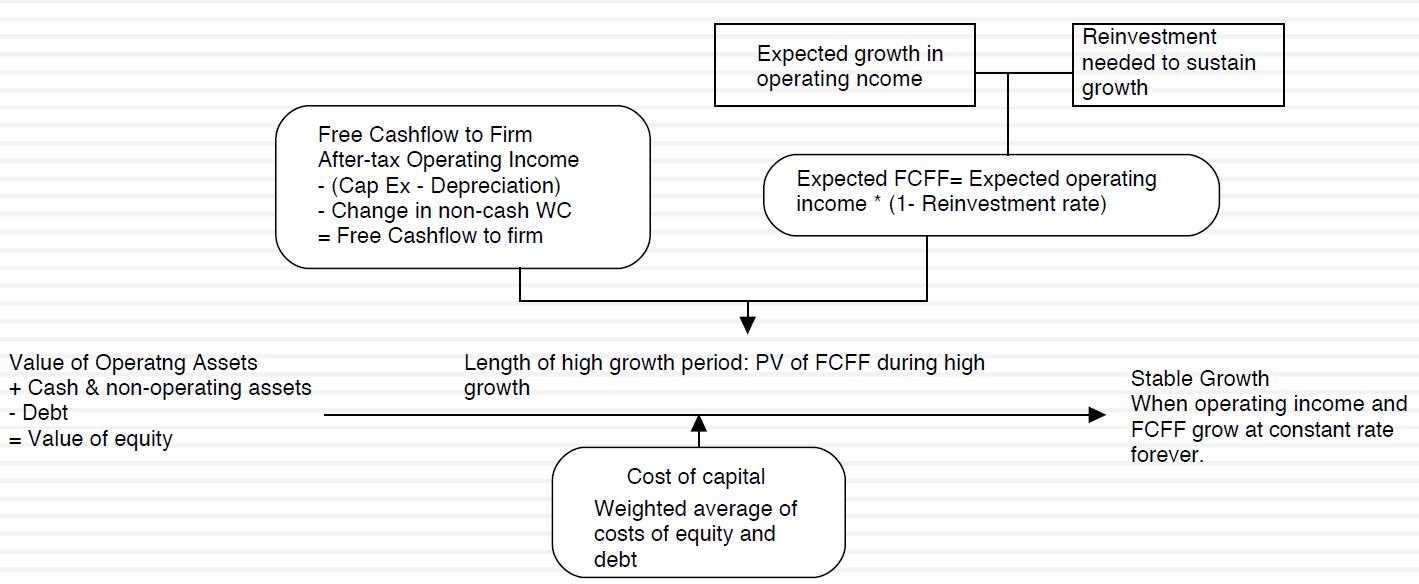 Expected growth in
operating ncome
Reinvestment
needed to sustain
growth
Free Cashflow to Firm
After-tax Operating Income
- (Cap Ex - Depreciation)
- Change in non-cash WC
= Free Cashflow to firm
Expected FCFF= Expected operating
income * (1- Reinvestment rate)
Value of Operatng Assets
+ Cash & non-operating assets
- Debt
= Value of equity
Length of high growth period: PV of FCFF during high
growth
Stable Growth
When operating income and
FCFF grow at constant rate
forever.
Cost of capital
Weighted average of
costs of equity and
debt